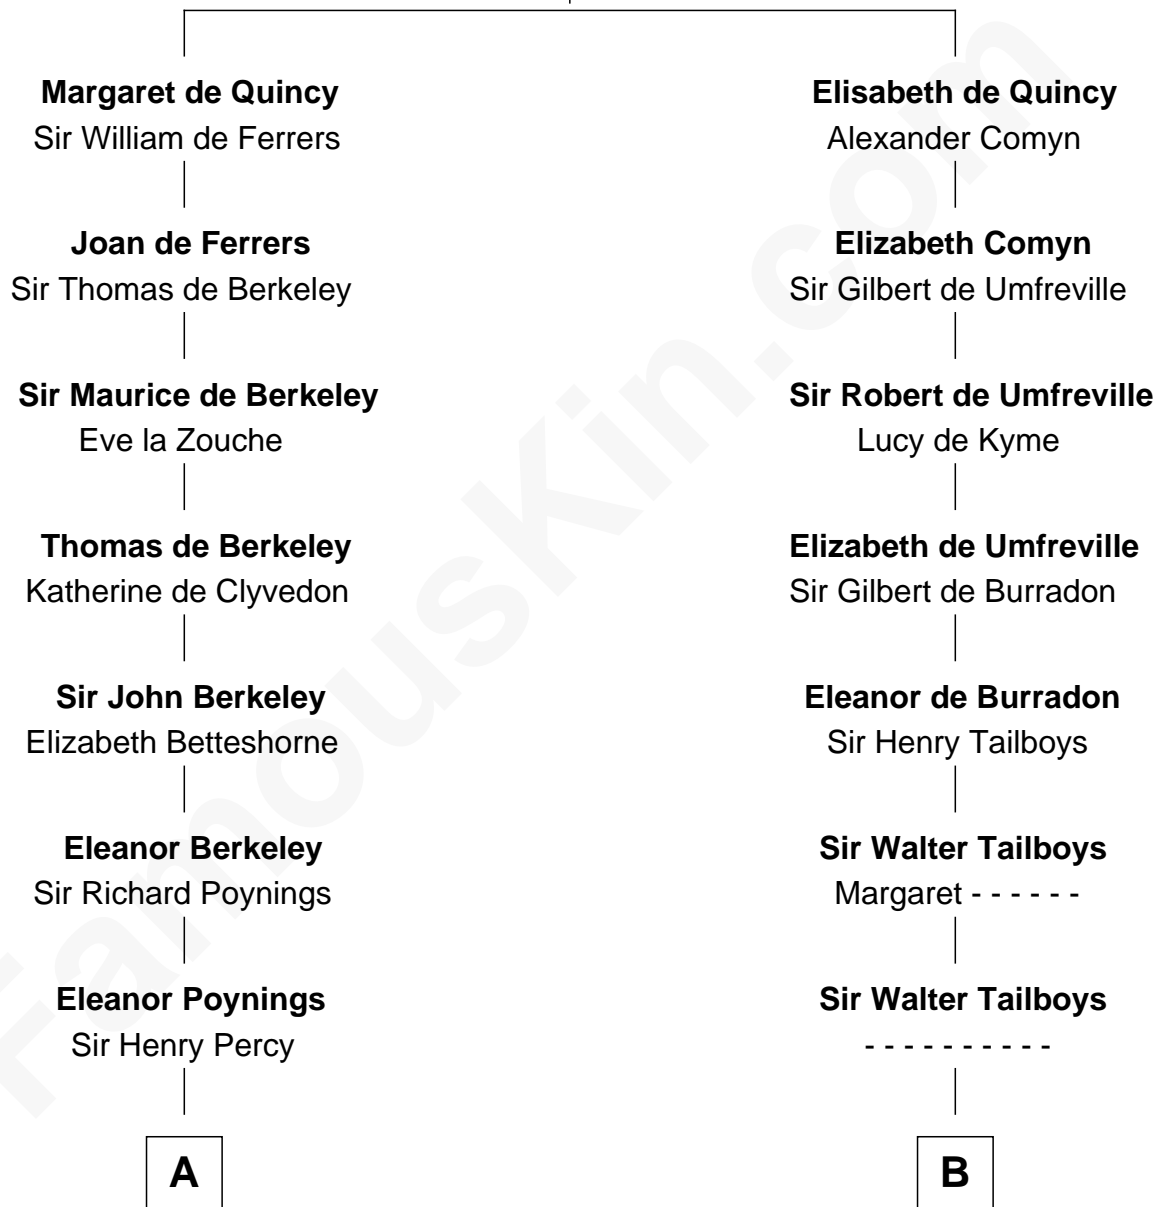 Margaret de Quincy
Sir William de Ferrers
Elisabeth de Quincy
Alexander Comyn
Joan de Ferrers
Sir Thomas de Berkeley
Elizabeth Comyn
Sir Gilbert de Umfreville
Sir Maurice de Berkeley
Eve la Zouche
Sir Robert de Umfreville
Lucy de Kyme
Thomas de Berkeley
Katherine de Clyvedon
Elizabeth de Umfreville
Sir Gilbert de Burradon
Sir John Berkeley
Elizabeth Betteshorne
Eleanor de Burradon
Sir Henry Tailboys
Eleanor Berkeley
Sir Richard Poynings
Sir Walter Tailboys
Margaret - - - - - -
Eleanor Poynings
Sir Henry Percy
Sir Walter Tailboys
- - - - - - - - - -
A
B
FamousKin.com